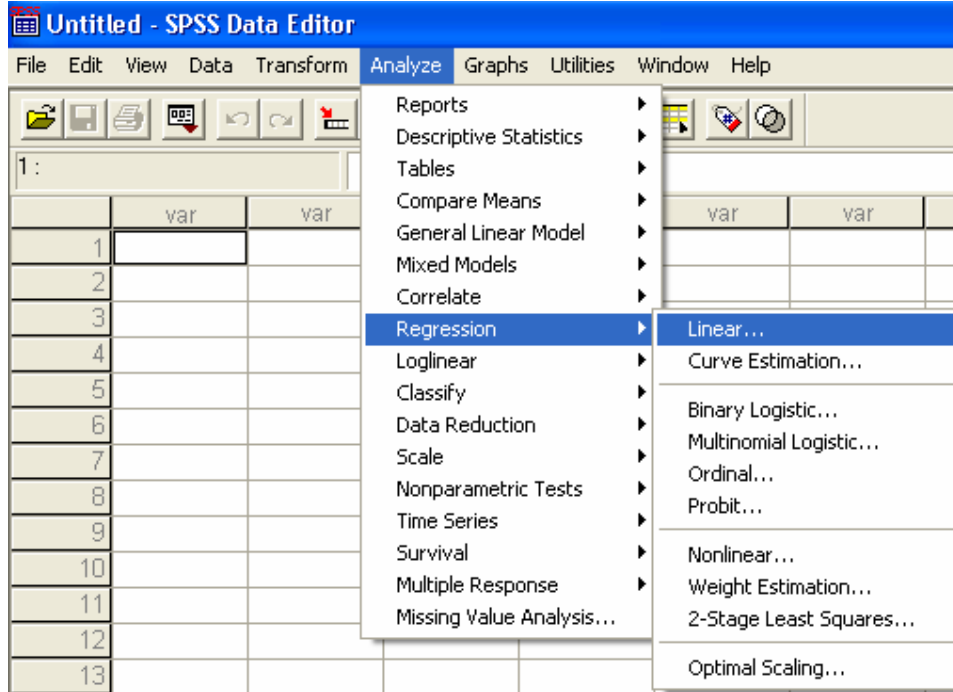 SPSS
Untitled - SPSS Data Editor
File Edit View Data Transform Analyze Graphs Utilities Window Help
1 :
var var var var
1
2
3
4
5
6
7
8
9
10
11
12
13
Reports
Descriptive Statistics
Tables
Compare Means
General Linear Model
Mixed Models
Correlate
Regression
Loglinear
Classify
Data Reduction
Scale
Nonparametric Tests
Time Series
Survival
Multiple Response
Missing Value Analysis...
Linear...
Curve Estimation...
Binary Logistic...
Multinomial Logistic...
Ordinal...
Probit...
Nonlinear...
Weight Estimation...
2-Stage Least Squares...
Optimal Scaling...